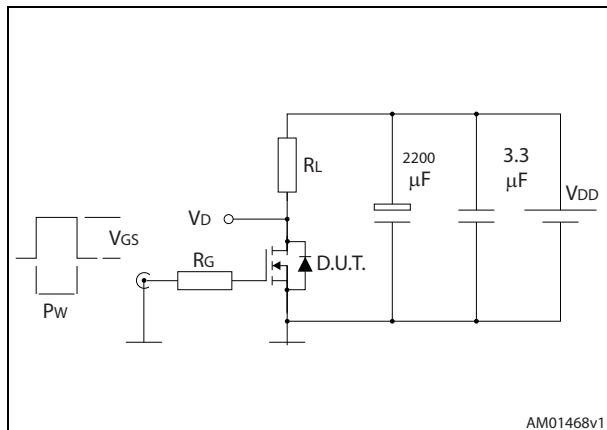 RL
2200
μF
3.3
μF
VDD
VD
VGS
RG
D.U.T.
PW
AM01468v1